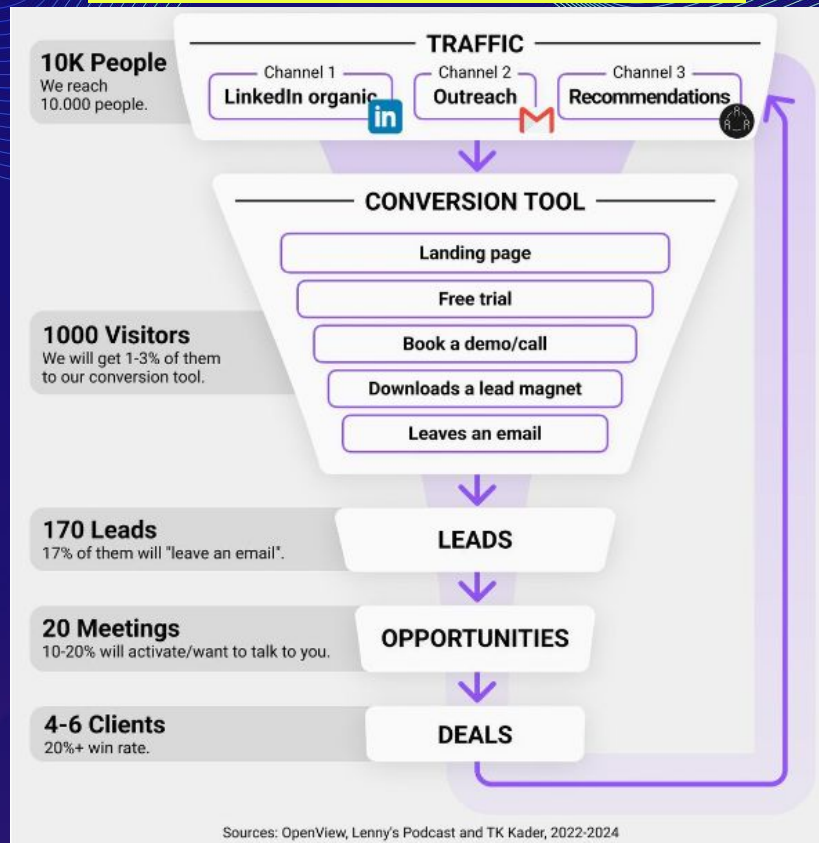 TRAFFIC
10K People
We reach
10.000 people.
Channel 1
LinkedIn organic
in
Channel 2
Outreach
Channel 3
Recommendations
A
A
A
CONVERSION TOOL
Landing page
Free trial
Book a demo/call
Downloads a lead magnet
Leaves an email
1000 Visitors
We will get 1-3% of them
to our conversion tool.
170 Leads
17% of them will "leave an email".
LEADS
20 Meetings
10-20% will activate/want to talk to you.
OPPORTUNITIES
4-6 Clients
20%+ win rate.
DEALS
Sources: OpenView, Lenny's Podcast and TK Kader, 2022-2024